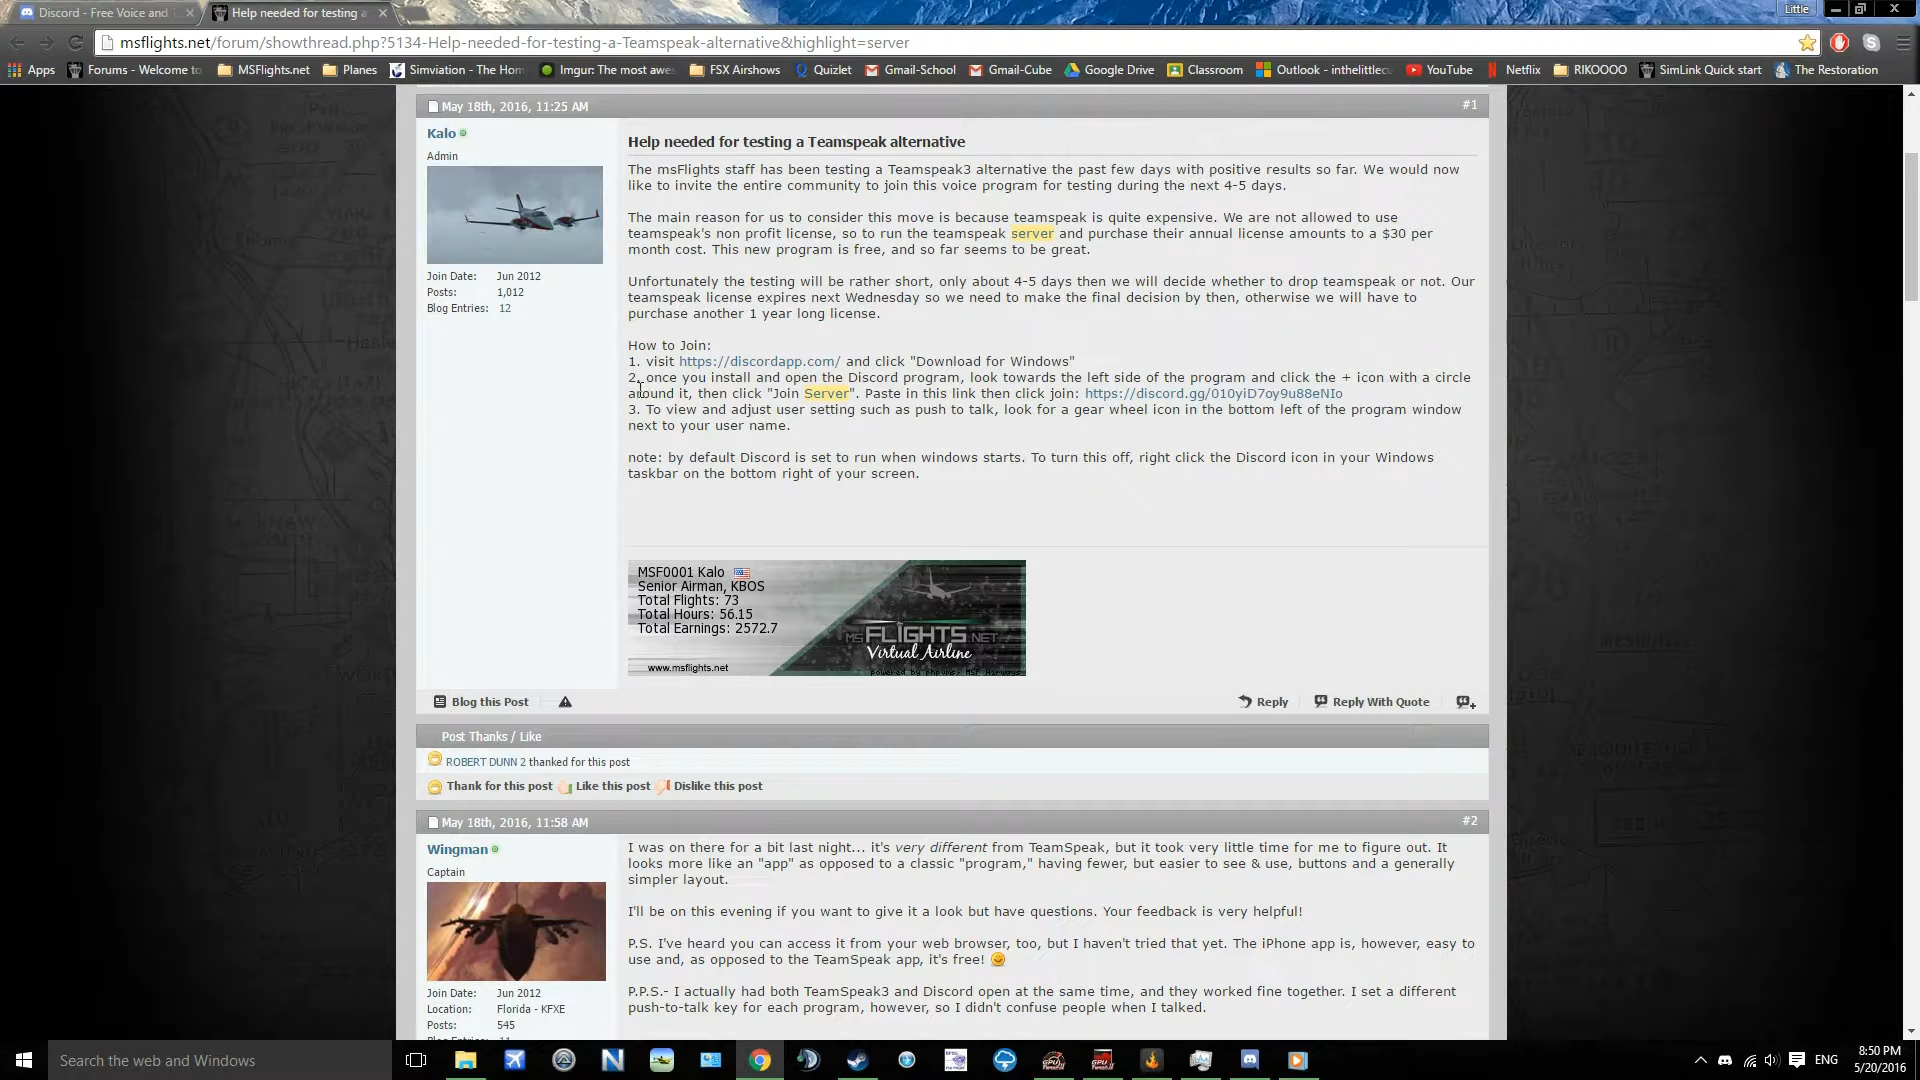 Discord - Free Voice and
Help needed for testing a
Little
msflights.net/forum/showthread.php?5134-Help-needed-for-testing-a-Teamspeak-alternative&highlight=server
Apps
Forums - Welcome to
MSFlights.net
Planes
Simviation - The Hom
Imgur: The most awes
FSX Airshows
Quizlet
Gmail-School
Gmail-Cube
Google Drive
Classroom
Outlook - inthelittlecu
YouTube
Netflix
RIKOOOO
SimLink Quick start
The Restoration
May 18th, 2016, 11:25 AM
#1
Kalo
Admin
Join Date: Jun 2012
Posts: 1,012
Blog Entries: 12
Help needed for testing a Teamspeak alternative
The msFlights staff has been testing a Teamspeak3 alternative the past few days with positive results so far. We would now
like to invite the entire community to join this voice program for testing during the next 4-5 days.
The main reason for us to consider this move is because teamspeak is quite expensive. We are not allowed to use
teamspeak's non profit license, so to run the teamspeak server and purchase their annual license amounts to a $30 per
month cost. This new program is free, and so far seems to be great.
Unfortunately the testing will be rather short, only about 4-5 days then we will decide whether to drop teamspeak or not. Our
teamspeak license expires next Wednesday so we need to make the final decision by then, otherwise we will have to
purchase another 1 year long license.
How to Join:
1. visit https://discordapp.com/ and click "Download for Windows"
2. once you install and open the Discord program, look towards the left side of the program and click the + icon with a circle
around it, then click "Join Server". Paste in this link then click join: https://discord.gg/010yiD7oy9u88eNIo
3. To view and adjust user setting such as push to talk, look for a gear wheel icon in the bottom left of the program window
next to your user name.
note: by default Discord is set to run when windows starts. To turn this off, right click the Discord icon in your Windows
taskbar on the bottom right of your screen.
MSF0001 Kalo
Senior Airman, KBOS
Total Flights: 73
Total Hours: 56.15
Total Earnings: 2572.7
www.msflights.net
MSFLIGHTS.NET
Virtual Airline
powered by phpvms- MSF Airways
Blog this Post
Reply
Reply With Quote
Post Thanks / Like
ROBERT DUNN 2 thanked for this post
Thank for this post
Like this post
Dislike this post
May 18th, 2016, 11:58 AM
#2
Wingman
Captain
Join Date: Jun 2012
Location: Florida - KFXE
Posts: 545
I was on there for a bit last night... it's very different from TeamSpeak, but it took very little time for me to figure out. It
looks more like an "app" as opposed to a classic "program," having fewer, but easier to see & use, buttons and a generally
simpler layout.
I'll be on this evening if you want to give it a look but have questions. Your feedback is very helpful!
P.S. I've heard you can access it from your web browser, too, but I haven't tried that yet. The iPhone app is, however, easy to
use and, as opposed to the TeamSpeak app, it's free!
P.P.S.- I actually had both TeamSpeak3 and Discord open at the same time, and they worked fine together. I set a different
push-to-talk key for each program, however, so I didn't confuse people when I talked.
Search the web and Windows
ENG
8:50 PM
5/20/2016